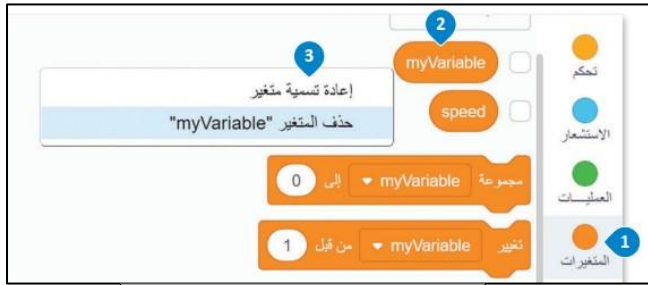 2
myVariable
تحكم
3
إعادة تسمية متغير
حذف المتغير "myVariable"
speed
الاستشعار
مجموعة myVariable إلى 0
العمليات
تغيير myVariable من قبل 1
1
المتغيرات